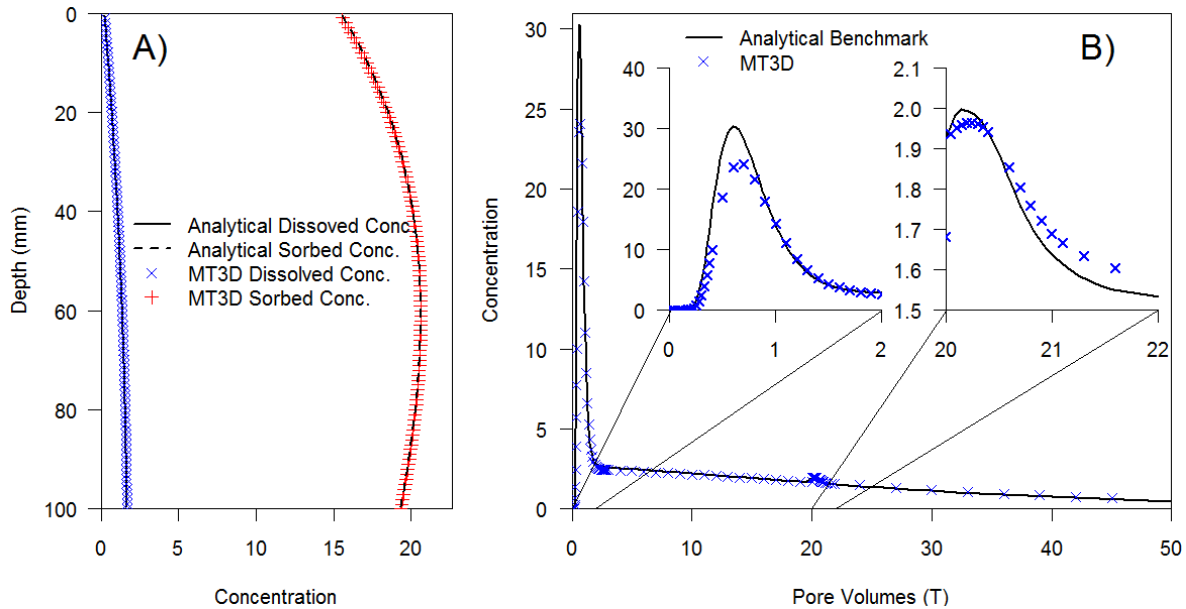 A)
0
20
40
60
80
100
Depth (mm)
Analytical Dissoved Conc.
Analytical Sorbed Conc.
MT3D Dissolved Conc.
MT3D Sorbed Conc.
0 5 10 15 20
Concentration
B)
Analytical Benchmark
MT3D
30
25
20
15
10
5
0
Concentration
0 10 20 30 40 50
Pore Volumes (T)
40
30
20
10
0
0 1 2
2.1
2.0
1.9
1.8
1.7
1.6
1.5
20 21 22